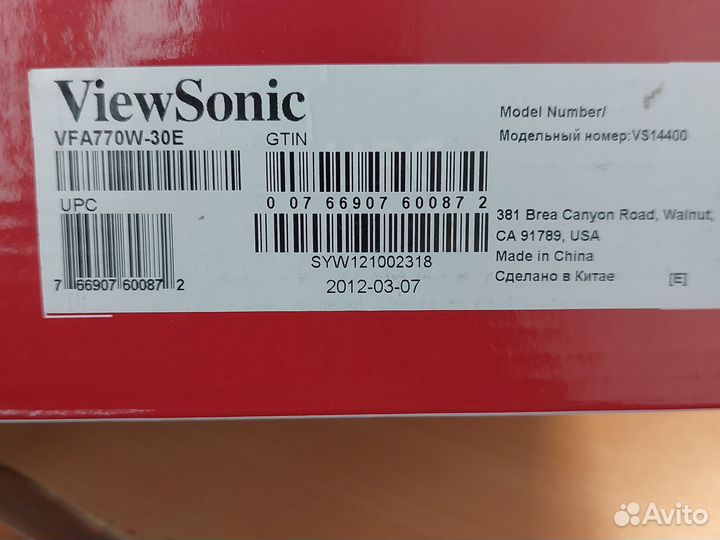 ViewSonic
VFA770W-30E
GTIN
0 07 66907 60087 2
UPC
7 66907 60087 2
SYW121002318
2012-03-07
Model Number/
Модельный номер:VS14400
381 Brea Canyon Road, Walnut,
CA 91789, USA
Made in China
Сделано в Китае
[E]
Avito